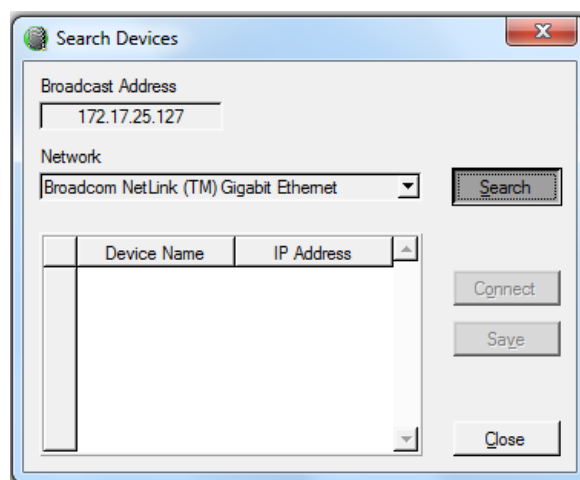 Search Devices
Broadcast Address
172.17.25.127
Network
Broadcom NetLink (TM) Gigabit Ethernet
Search
Device Name IP Address
Connect
Save
Close